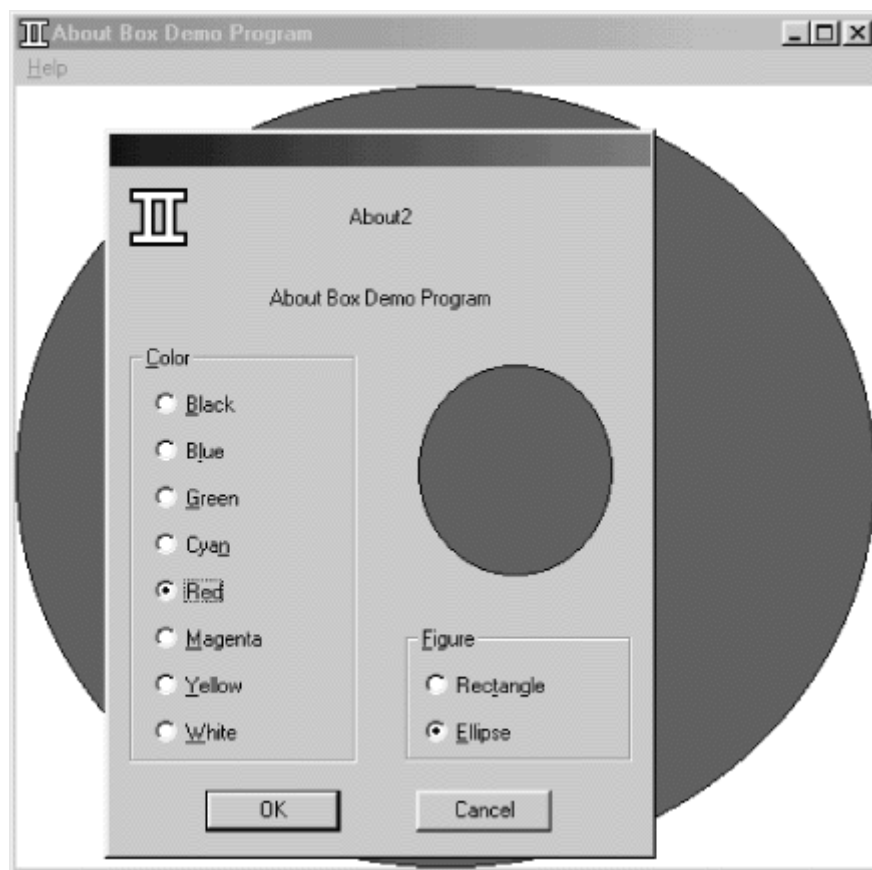 About Box Demo Program
Help
About2
About Box Demo Program
Color
Black
Blue
Green
Cyan
Red
Magenta
Yellow
White
Figure
Rectangle
Ellipse
OK
Cancel